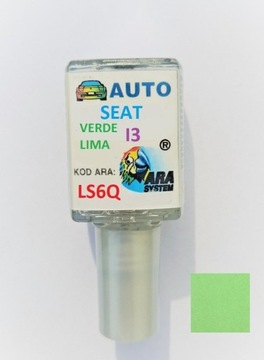 AUTO
SEAT
VERDE I3
LIMA
®
KOD ARA: ARA
SYSTEM
LS6Q